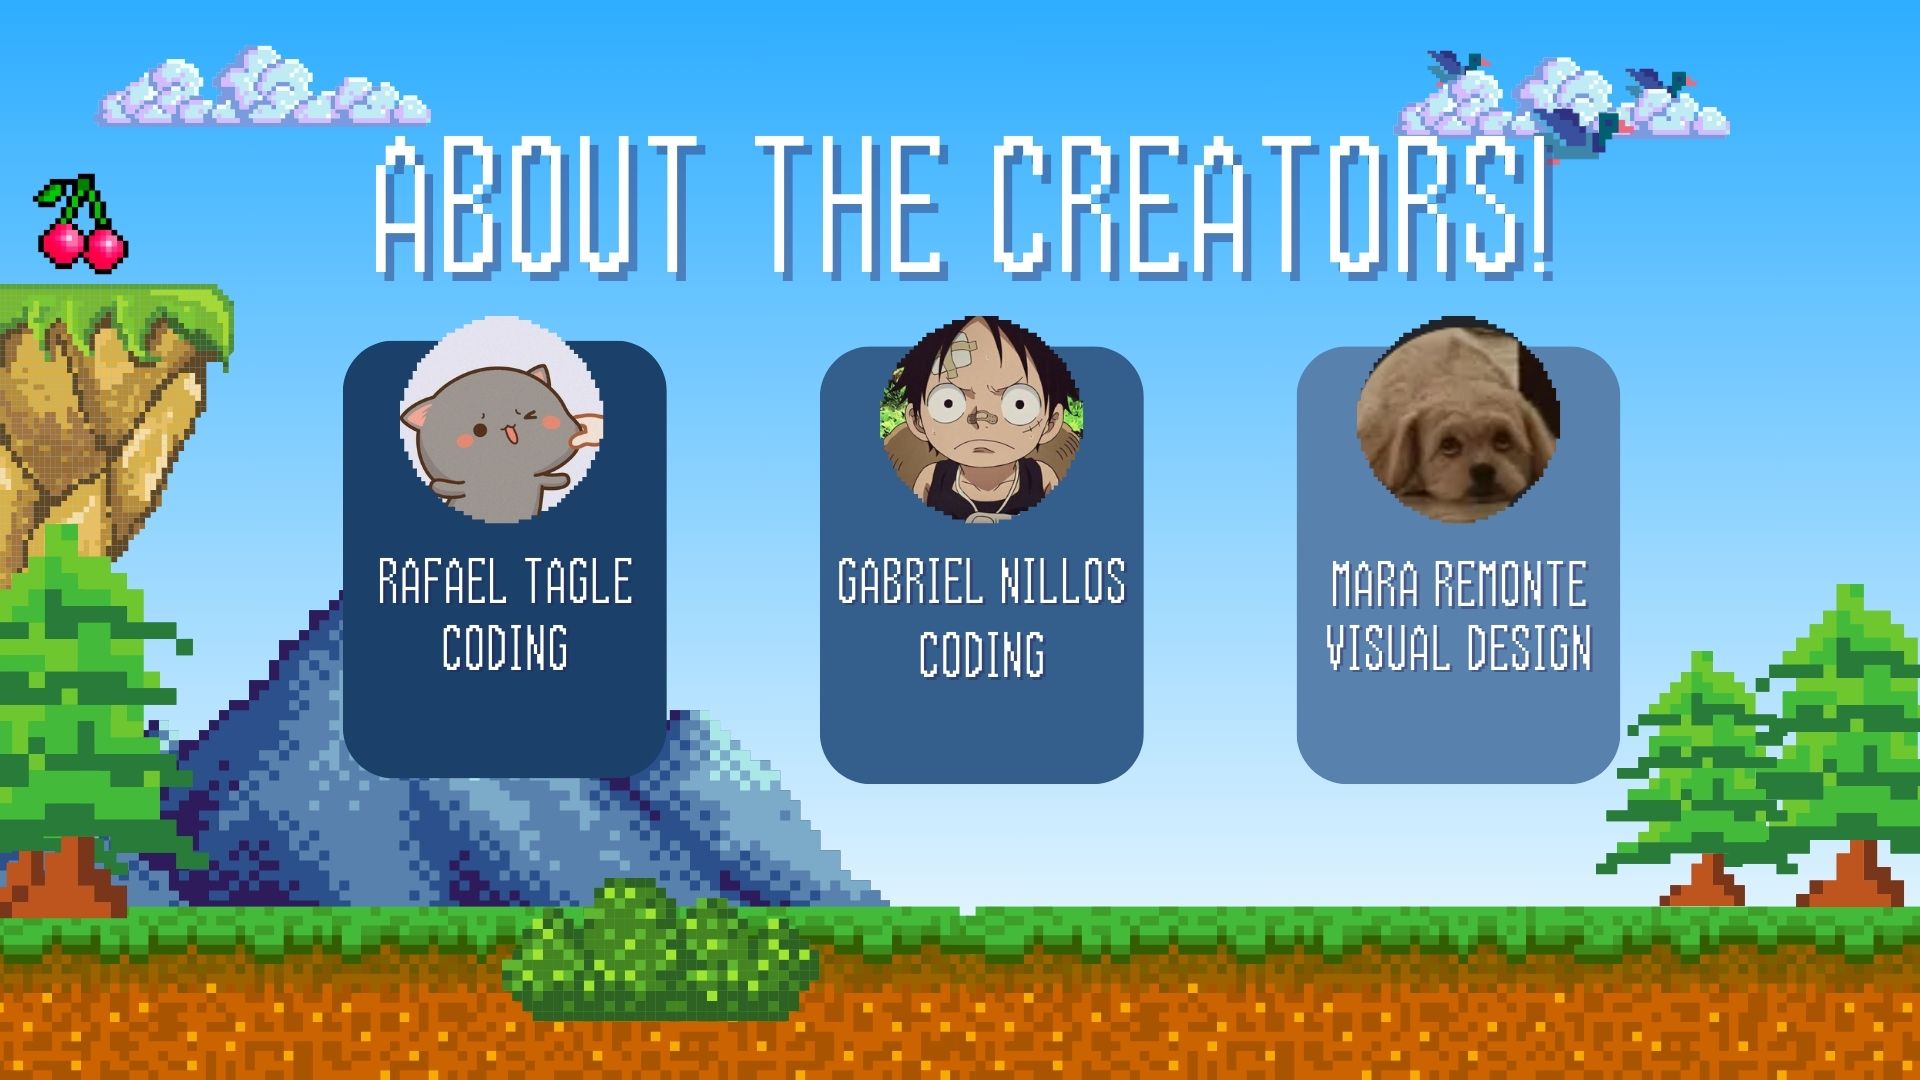 ABOUT THE CREATORS!
RAFAEL TAGLE
CODING
GABRIEL NILLOS
CODING
MARA REMONTE
VISUAL DESIGN